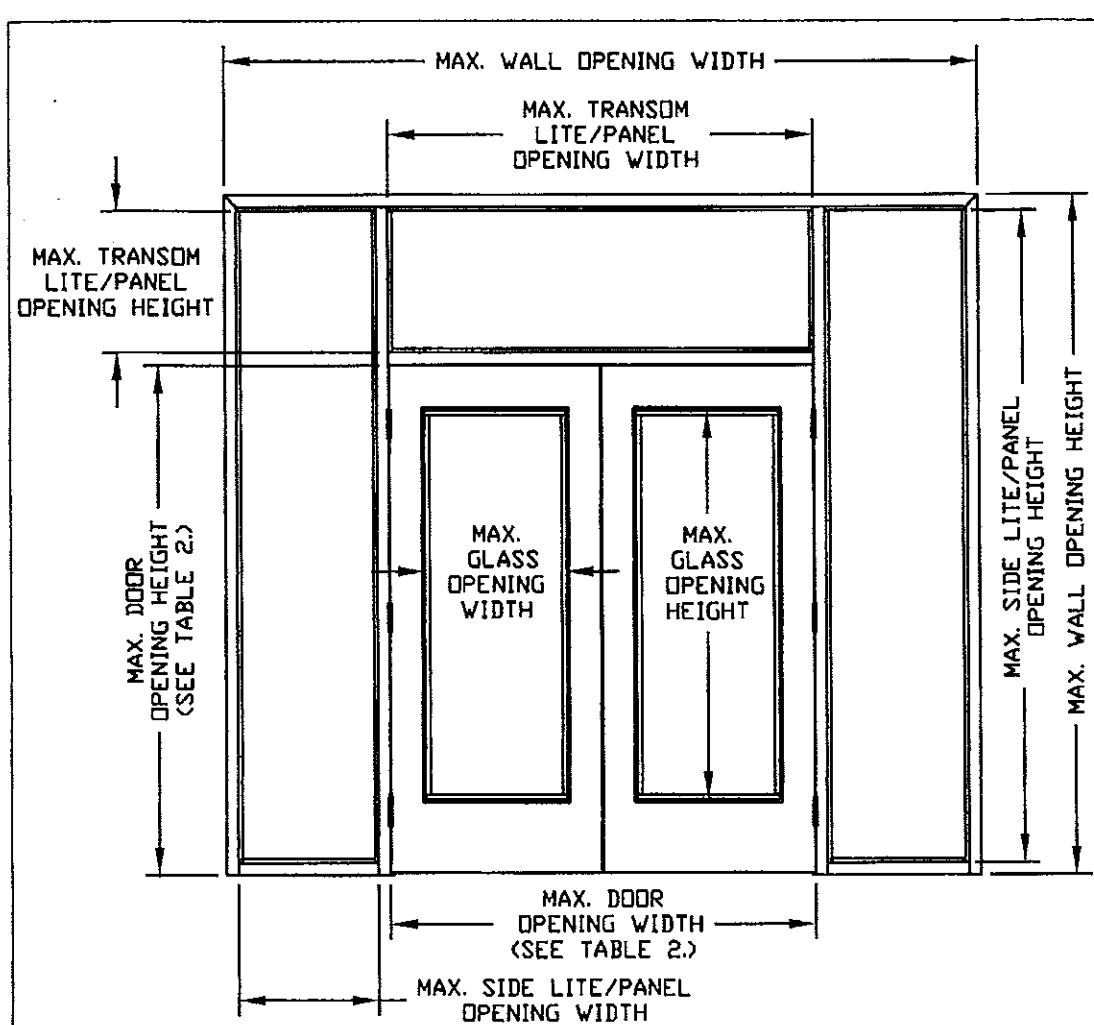 MAX. WALL OPENING WIDTH
MAX. TRANSOM
LITE/PANEL
OPENING WIDTH
MAX. TRANSOM
LITE/PANEL
OPENING HEIGHT
MAX. DOOR
OPENING HEIGHT
(SEE TABLE 2.)
MAX.
GLASS
OPENING
WIDTH
MAX.
GLASS
OPENING
HEIGHT
MAX. SIDE LITE/PANEL
OPENING HEIGHT
MAX. WALL OPENING HEIGHT
MAX. DOOR
OPENING WIDTH
(SEE TABLE 2.)
MAX. SIDE LITE/PANEL
OPENING WIDTH